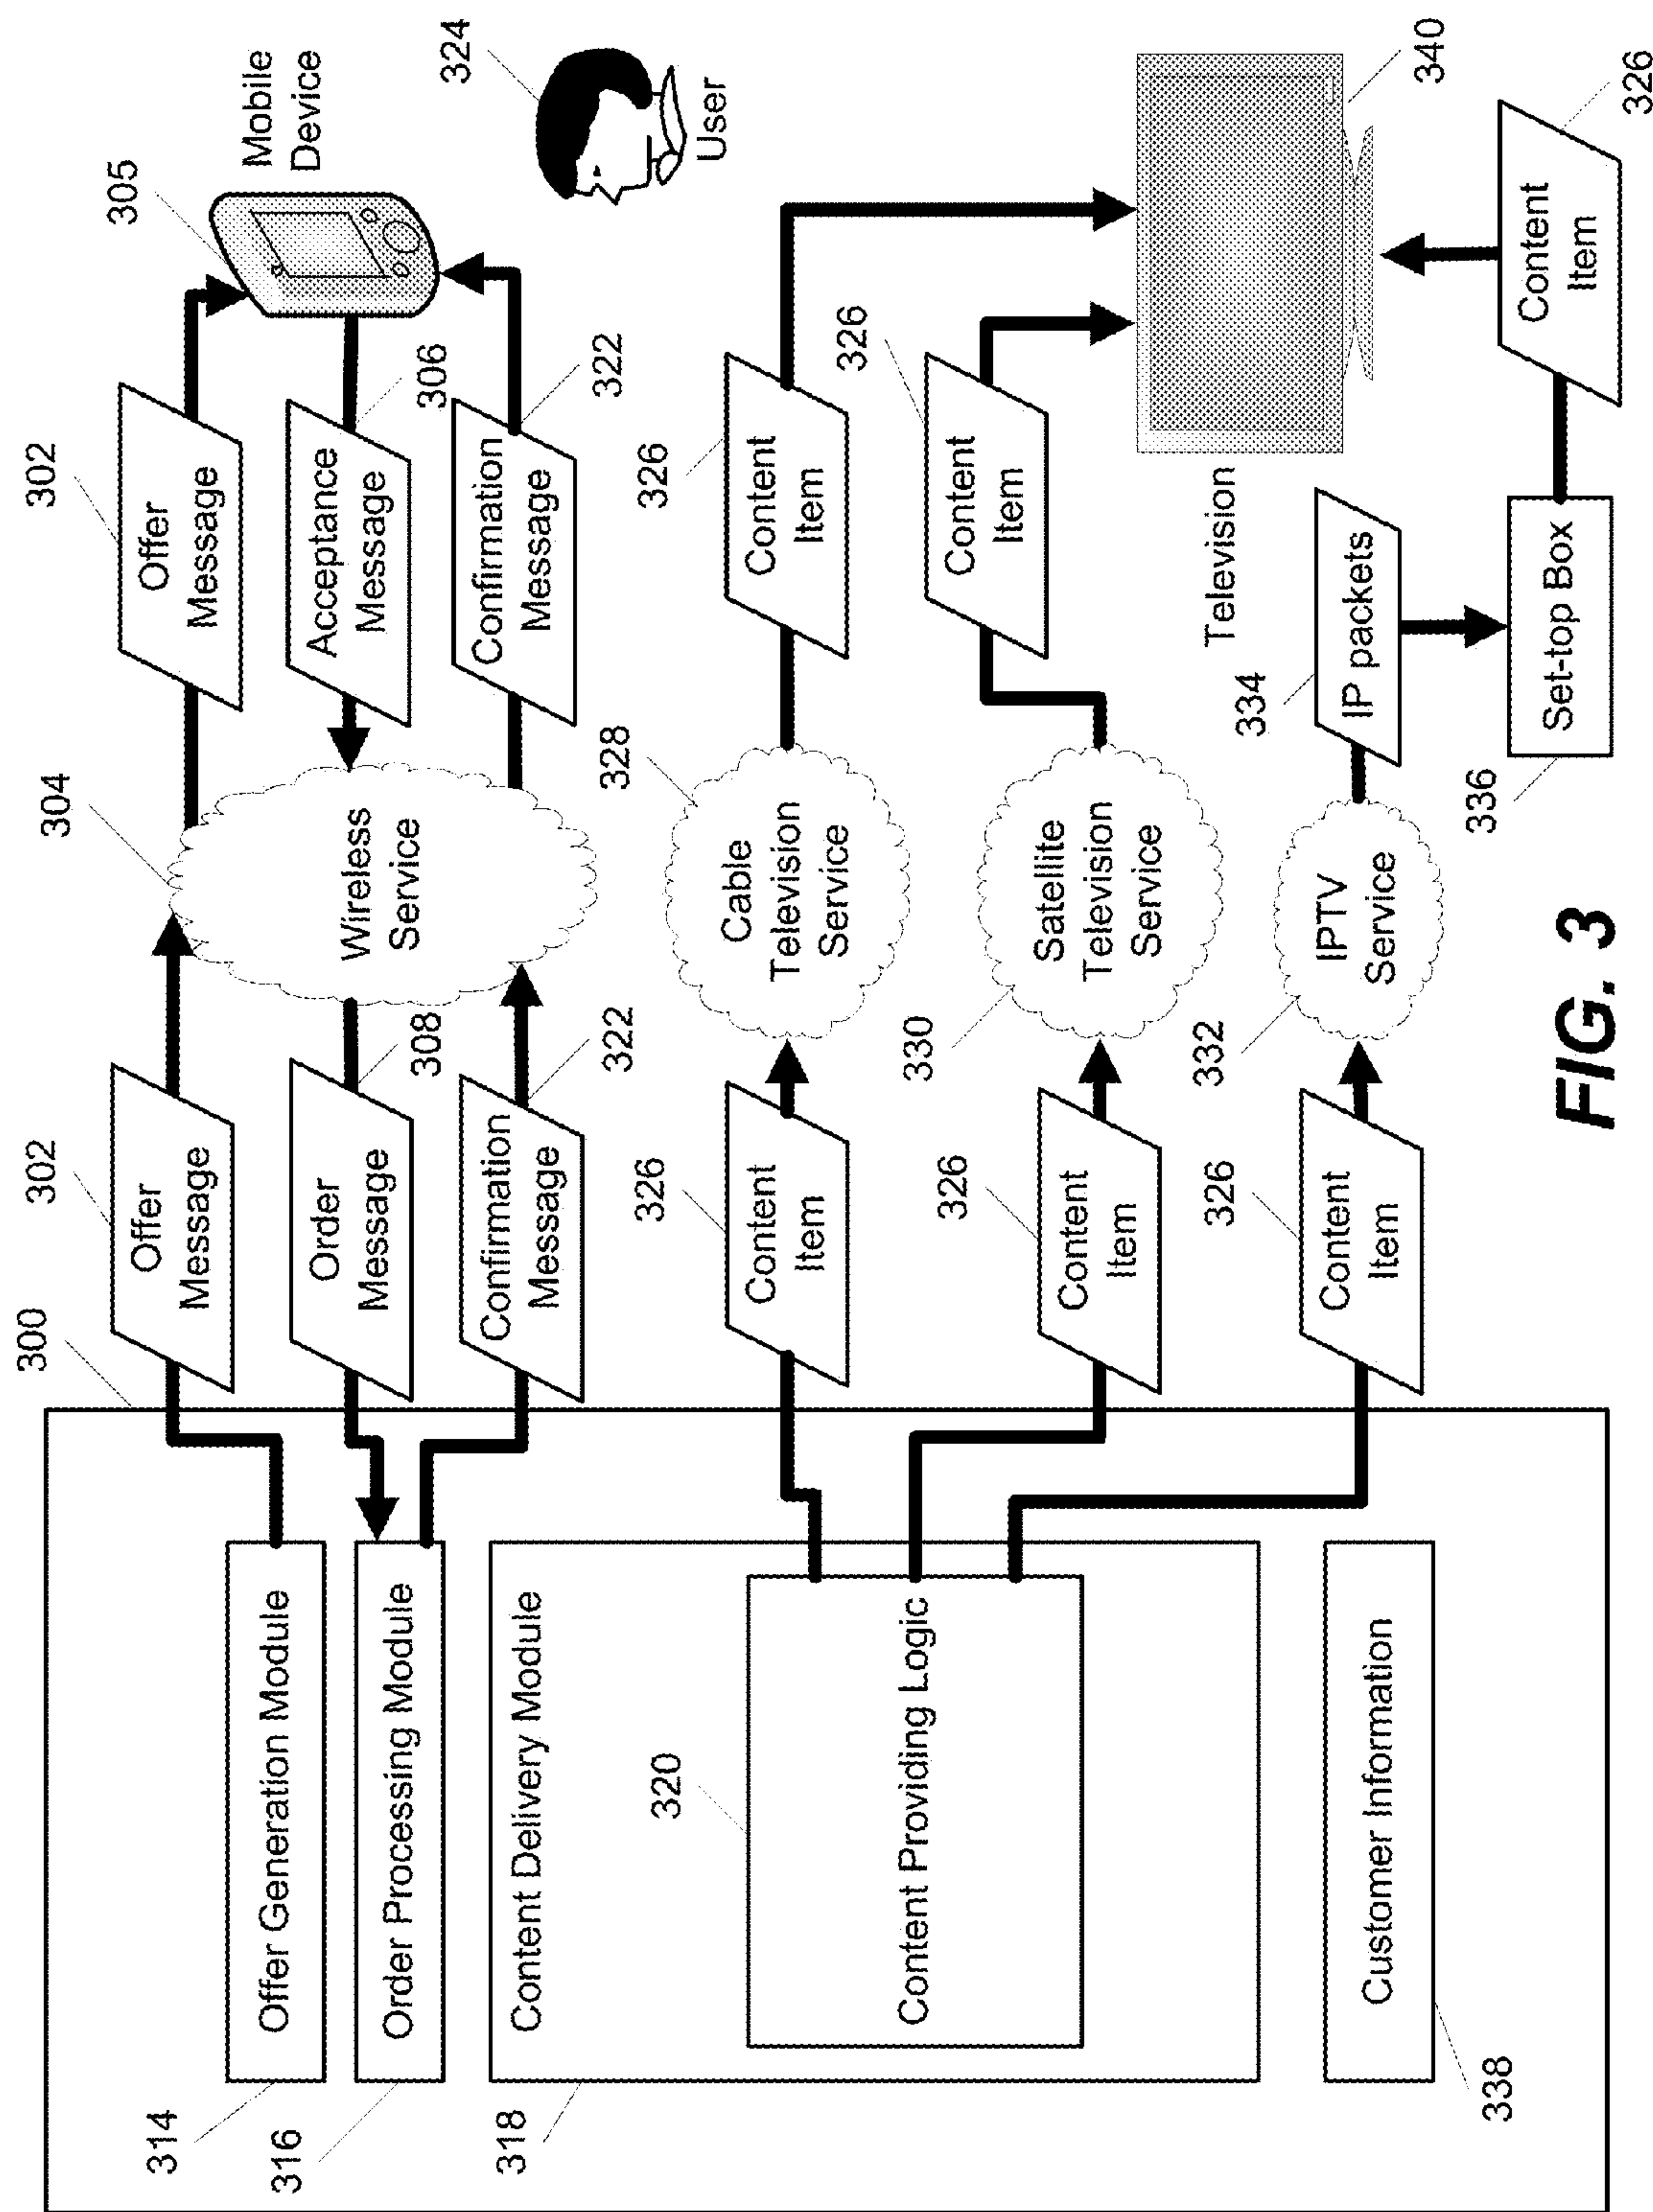 300
314
Offer Generation Module
316
Order Processing Module
318
Content Delivery Module
320
Content Providing Logic
338
Customer Information
302
Offer
Message
308
Order
Message
322
Confirmation
Message
326
Content
Item
326
Content
Item
326
Content
Item
304
Wireless
Service
328
Cable
Television
Service
330
Satellite
Television
Service
332
IPTV
Service
302
Offer
Message
306
Acceptance
Message
322
Confirmation
Message
326
Content
Item
326
Content
Item
334
IP packets
336
Set-top Box
326
Content
Item
305
Mobile
Device
324
User
Television
340
FIG. 3